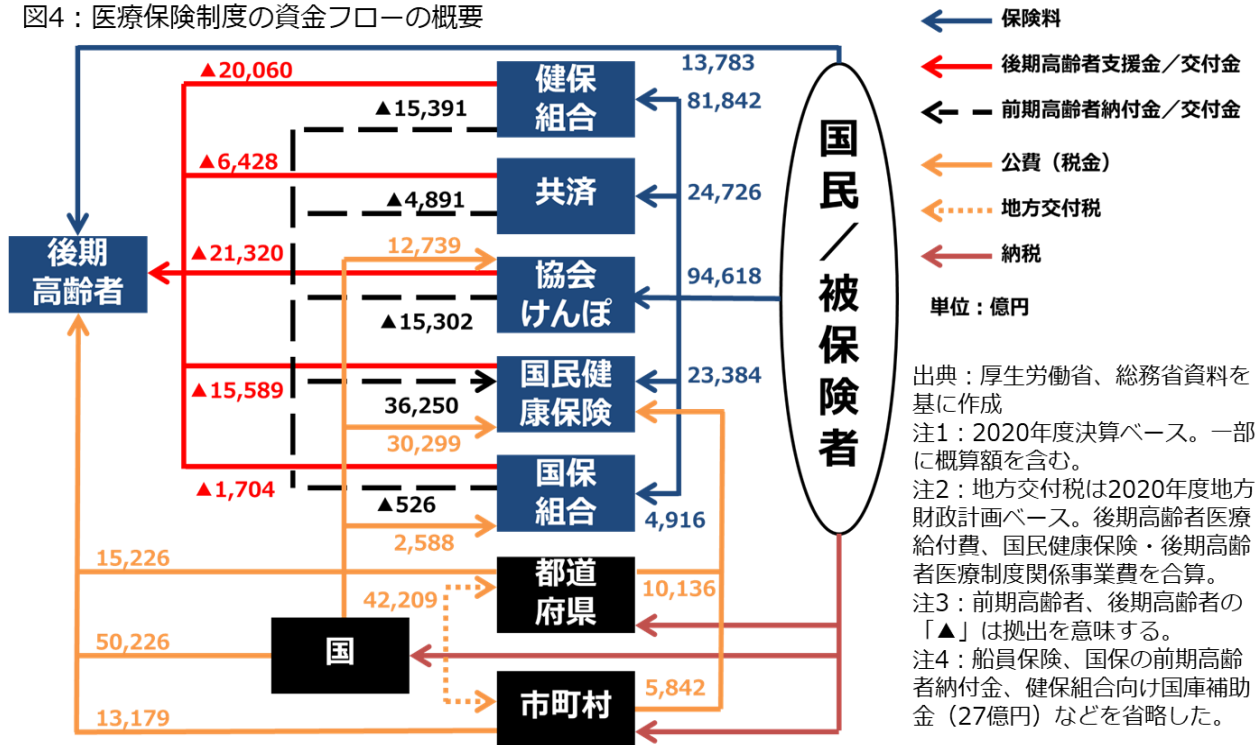 図4：医療保険制度の資金フローの概要
保険料
後期高齢者支援金／交付金
前期高齢者納付金／交付金
公費（税金）
地方交付税
納税
単位：億円
▲20,060
健保
組合
13,783
81,842
▲15,391
▲6,428
共済
24,726
▲4,891
国民／被保険者
後期
高齢者
12,739
▲21,320
協会
けんぽ
94,618
▲15,302
国民健
康保険
23,384
▲15,589
36,250
30,299
国保
組合
▲1,704
▲526
4,916
2,588
15,226
都道
府県
10,136
42,209
国
50,226
市町村
5,842
13,179
出典：厚生労働省、総務省資料を
基に作成
注1：2020年度決算ベース。一部
に概算額を含む。
注2：地方交付税は2020年度地方
財政計画ベース。後期高齢者医療
給付費、国民健康保険・後期高齢
者医療制度関係事業費を合算。
注3：前期高齢者、後期高齢者の
「▲」は拠出を意味する。
注4：船員保険、国保の前期高齢
者納付金、健保組合向け国庫補助
金（27億円）などを省略した。